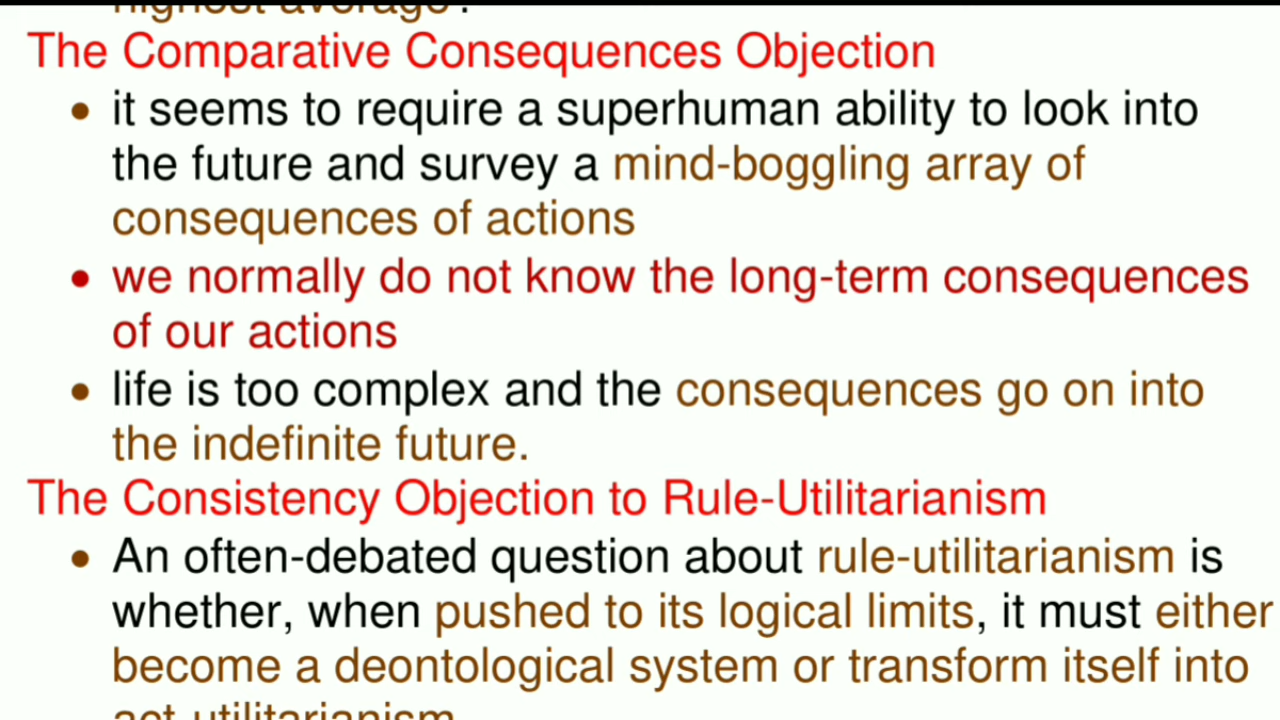 highest average?
The Comparative Consequences Objection
• it seems to require a superhuman ability to look into
the future and survey a mind-boggling array of
consequences of actions
• we normally do not know the long-term consequences
of our actions
• life is too complex and the consequences go on into
the indefinite future.
The Consistency Objection to Rule-Utilitarianism
• An often-debated question about rule-utilitarianism is
whether, when pushed to its logical limits, it must either
become a deontological system or transform itself into
act-utilitarianism